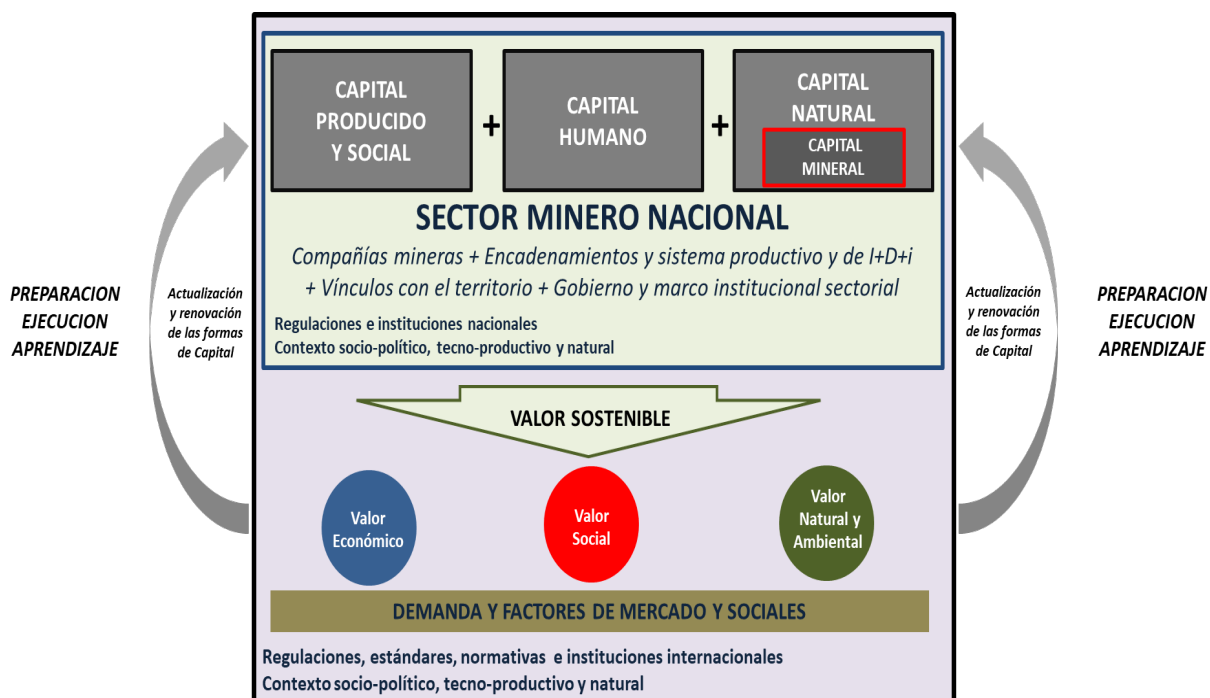 CAPITAL
PRODUCIDO
Y SOCIAL
+
CAPITAL
HUMANO
+
CAPITAL
NATURAL
CAPITAL
MINERAL
SECTOR MINERO NACIONAL
Compañías mineras + Encadenamientos y sistema productivo y de I+D+i
+ Vínculos con el territorio + Gobierno y marco institucional sectorial
Regulaciones e instituciones nacionales
Contexto socio-político, tecno-productivo y natural
PREPARACION
EJECUCION
APRENDIZAJE
Actualización
y renovación
de las formas
de Capital
Actualización
y renovación
de las formas
de Capital
PREPARACION
EJECUCION
APRENDIZAJE
VALOR SOSTENIBLE
Valor
Económico
Valor
Social
Valor
Natural y
Ambiental
DEMANDA Y FACTORES DE MERCADO Y SOCIALES
Regulaciones, estándares, normativas e instituciones internacionales
Contexto socio-político, tecno-productivo y natural